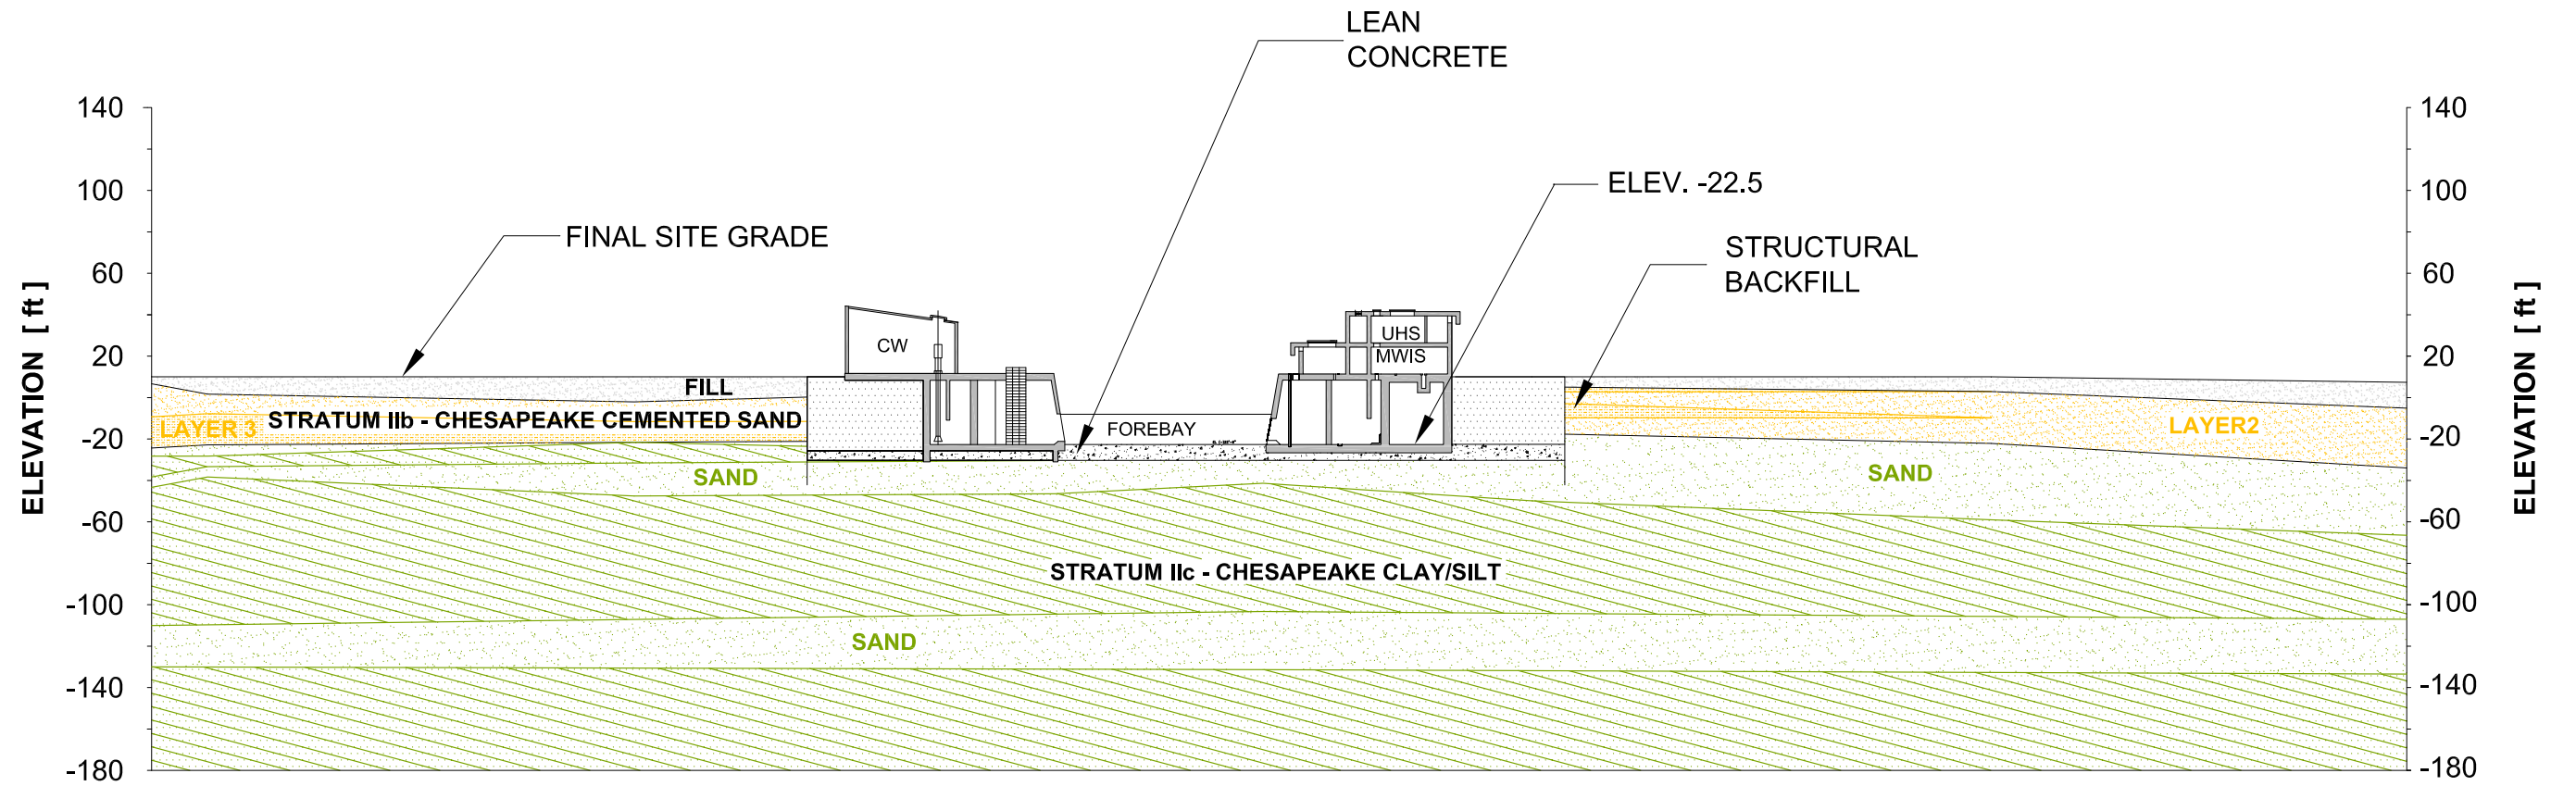 LEAN
CONCRETE
140
140
100
ELEV. -22.5
100
FINAL SITE GRADE
STRUCTURAL
BACKFILL
60
60
ELEVATION [ ft ]
ELEVATION [ ft ]
UHS
CW
MWIS
20
20
FILL
STRATUM IIb - CHESAPEAKE CEMENTED SAND
LAYER 3
FOREBAY
LAYER2
-20
-20
SAND
SAND
-60
-60
STRATUM IIc - CHESAPEAKE CLAY/SILT
-100
-100
SAND
-140
-140
-180
-180